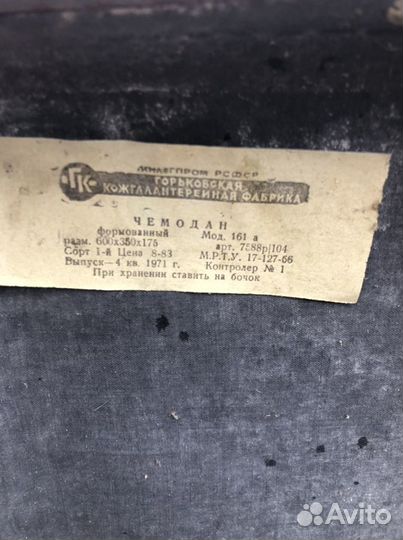 МИНЛЕГПРОМ РСФСР
"ГК" ГОРЬКОВСКАЯ
КОЖГАЛАНТЕРЕЙНАЯ ФАБРИКА
ЧЕМОДАН
формованный Мод. 161 а
разм. 600х350х175 арт. 7588р/104
Сорт 1-й Цена 8-83 М.Р.Т.У. 17-127-66
Выпуск—4 кв. 1971 г. Контролер № 1
При хранении ставить на бочок
Avito